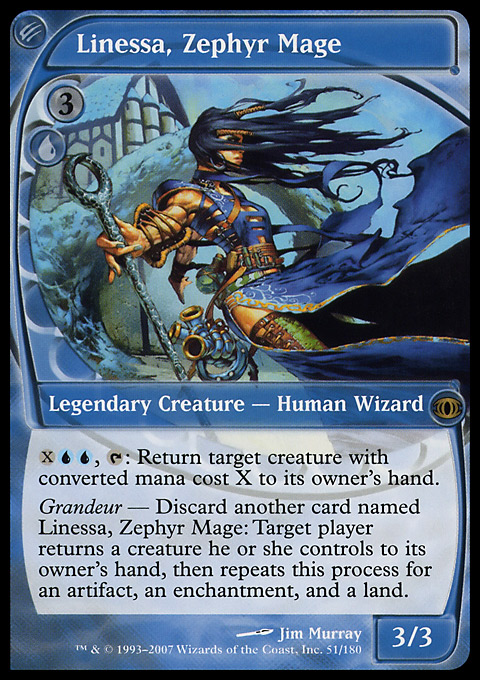 Linessa, Zephyr Mage
3
Legendary Creature — Human Wizard
X, : Return target creature with
converted mana cost X to its owner's hand.
Grandeur — Discard another card named
Linessa, Zephyr Mage: Target player
returns a creature he or she controls to its
owner's hand, then repeats this process for
an artifact, an enchantment, and a land.
Jim Murray
™ & © 1993–2007 Wizards of the Coast, Inc. 51/180
3/3